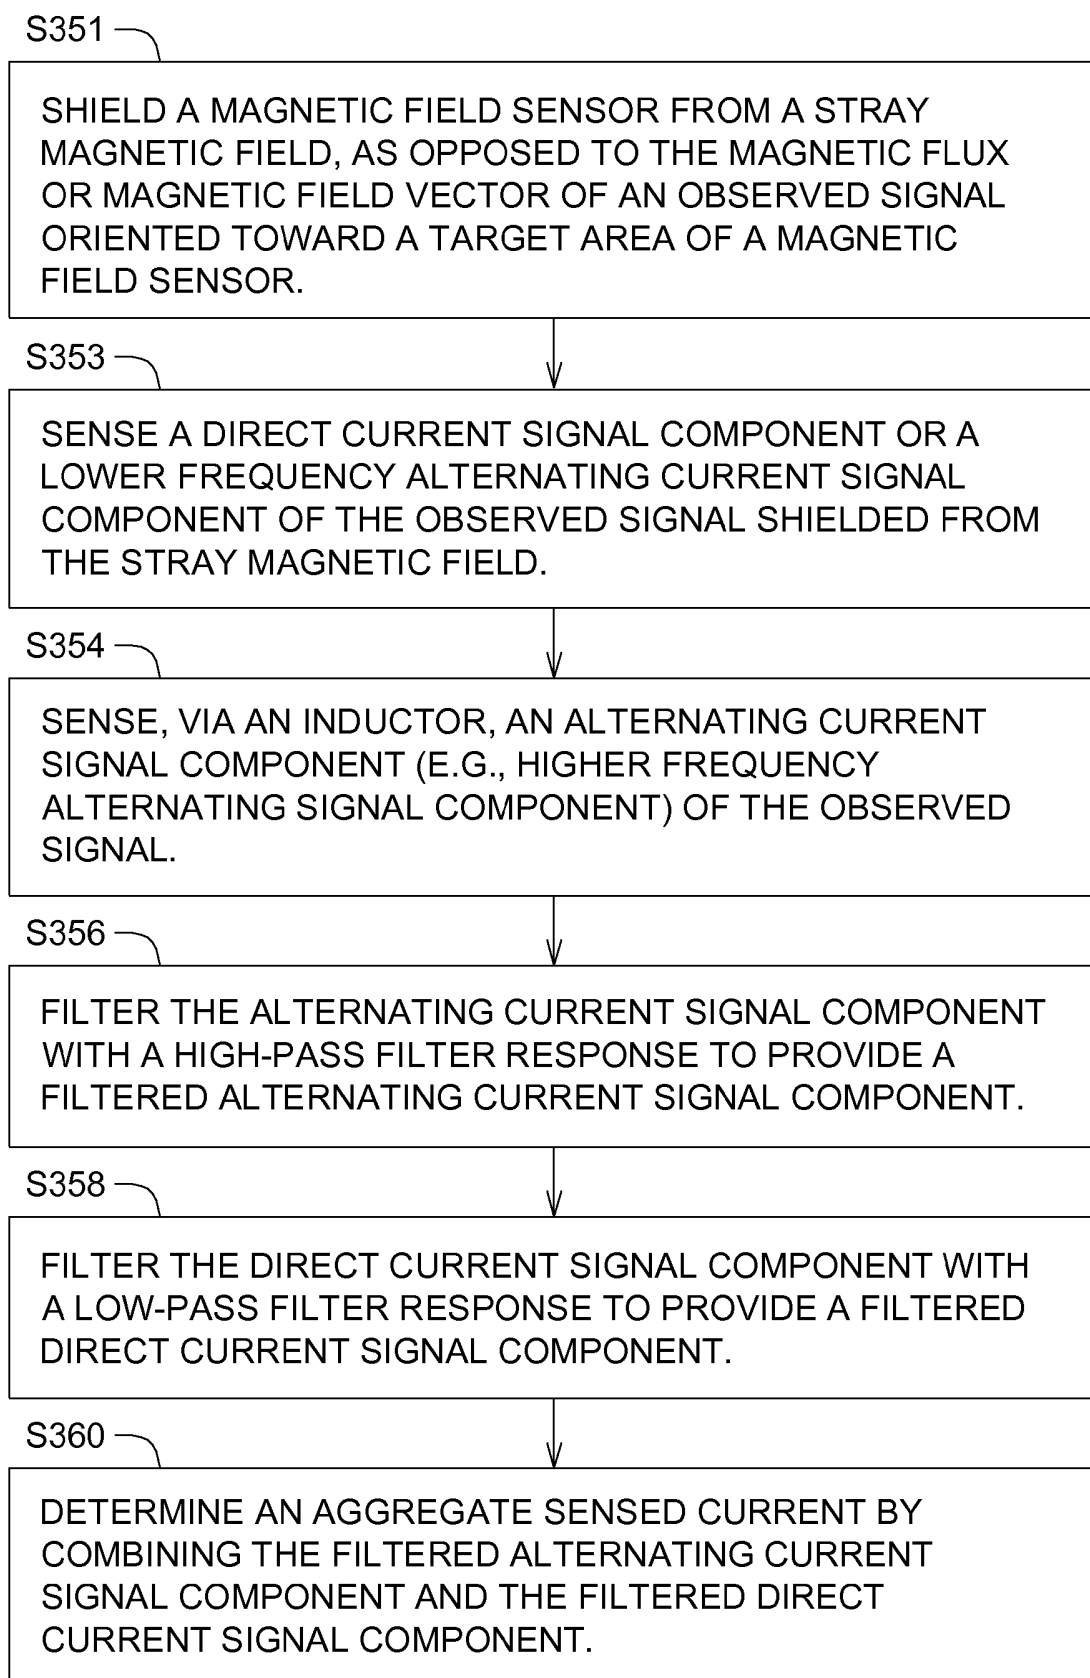 S351
SHIELD A MAGNETIC FIELD SENSOR FROM A STRAY
MAGNETIC FIELD, AS OPPOSED TO THE MAGNETIC FLUX
OR MAGNETIC FIELD VECTOR OF AN OBSERVED SIGNAL
ORIENTED TOWARD A TARGET AREA OF A MAGNETIC
FIELD SENSOR.
S353
SENSE A DIRECT CURRENT SIGNAL COMPONENT OR A
LOWER FREQUENCY ALTERNATING CURRENT SIGNAL
COMPONENT OF THE OBSERVED SIGNAL SHIELDED FROM
THE STRAY MAGNETIC FIELD.
S354
SENSE, VIA AN INDUCTOR, AN ALTERNATING CURRENT
SIGNAL COMPONENT (E.G., HIGHER FREQUENCY
ALTERNATING SIGNAL COMPONENT) OF THE OBSERVED
SIGNAL.
S356
FILTER THE ALTERNATING CURRENT SIGNAL COMPONENT
WITH A HIGH-PASS FILTER RESPONSE TO PROVIDE A
FILTERED ALTERNATING CURRENT SIGNAL COMPONENT.
S358
FILTER THE DIRECT CURRENT SIGNAL COMPONENT WITH
A LOW-PASS FILTER RESPONSE TO PROVIDE A FILTERED
DIRECT CURRENT SIGNAL COMPONENT.
S360
DETERMINE AN AGGREGATE SENSED CURRENT BY
COMBINING THE FILTERED ALTERNATING CURRENT
SIGNAL COMPONENT AND THE FILTERED DIRECT
CURRENT SIGNAL COMPONENT.